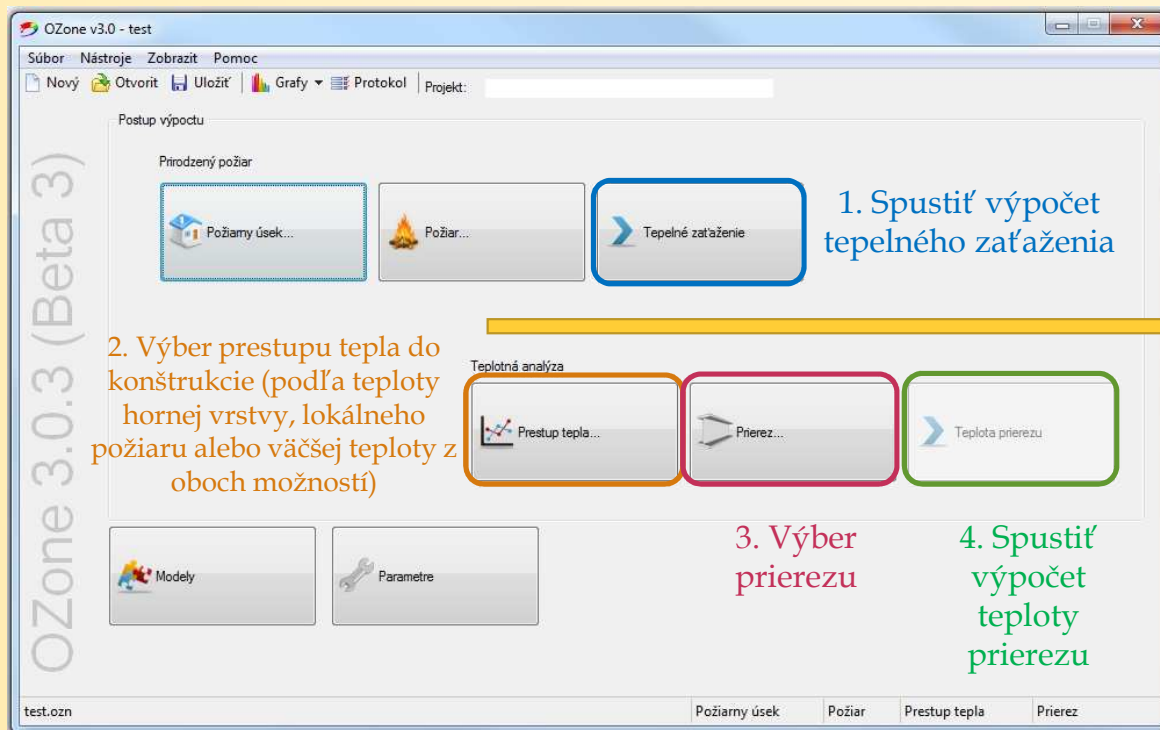 OZone v3.0 - test
Súbor Nástroje Zobrazit Pomoc
Nový Otvorit Uložiť Grafy Protokol Projekt:
Postup výpoctu
Prirodzený požiar
Požiarny úsek...
Požiar...
Tepelné zaťaženie
1. Spustiť výpočet
tepelného zaťaženia
2. Výber prestupu tepla do
konštrukcie (podľa teploty
hornej vrstvy, lokálneho
požiaru alebo väčšej teploty z
oboch možností)
Teplotná analýza
Prestup tepla...
Prierez...
Teplota prierezu
3. Výber
prierezu
4. Spustiť
výpočet
teploty
prierezu
Modely
Parametre
OZone 3.0.3 (Beta 3)
test.ozn
Požiarny úsek Požiar Prestup tepla Prierez